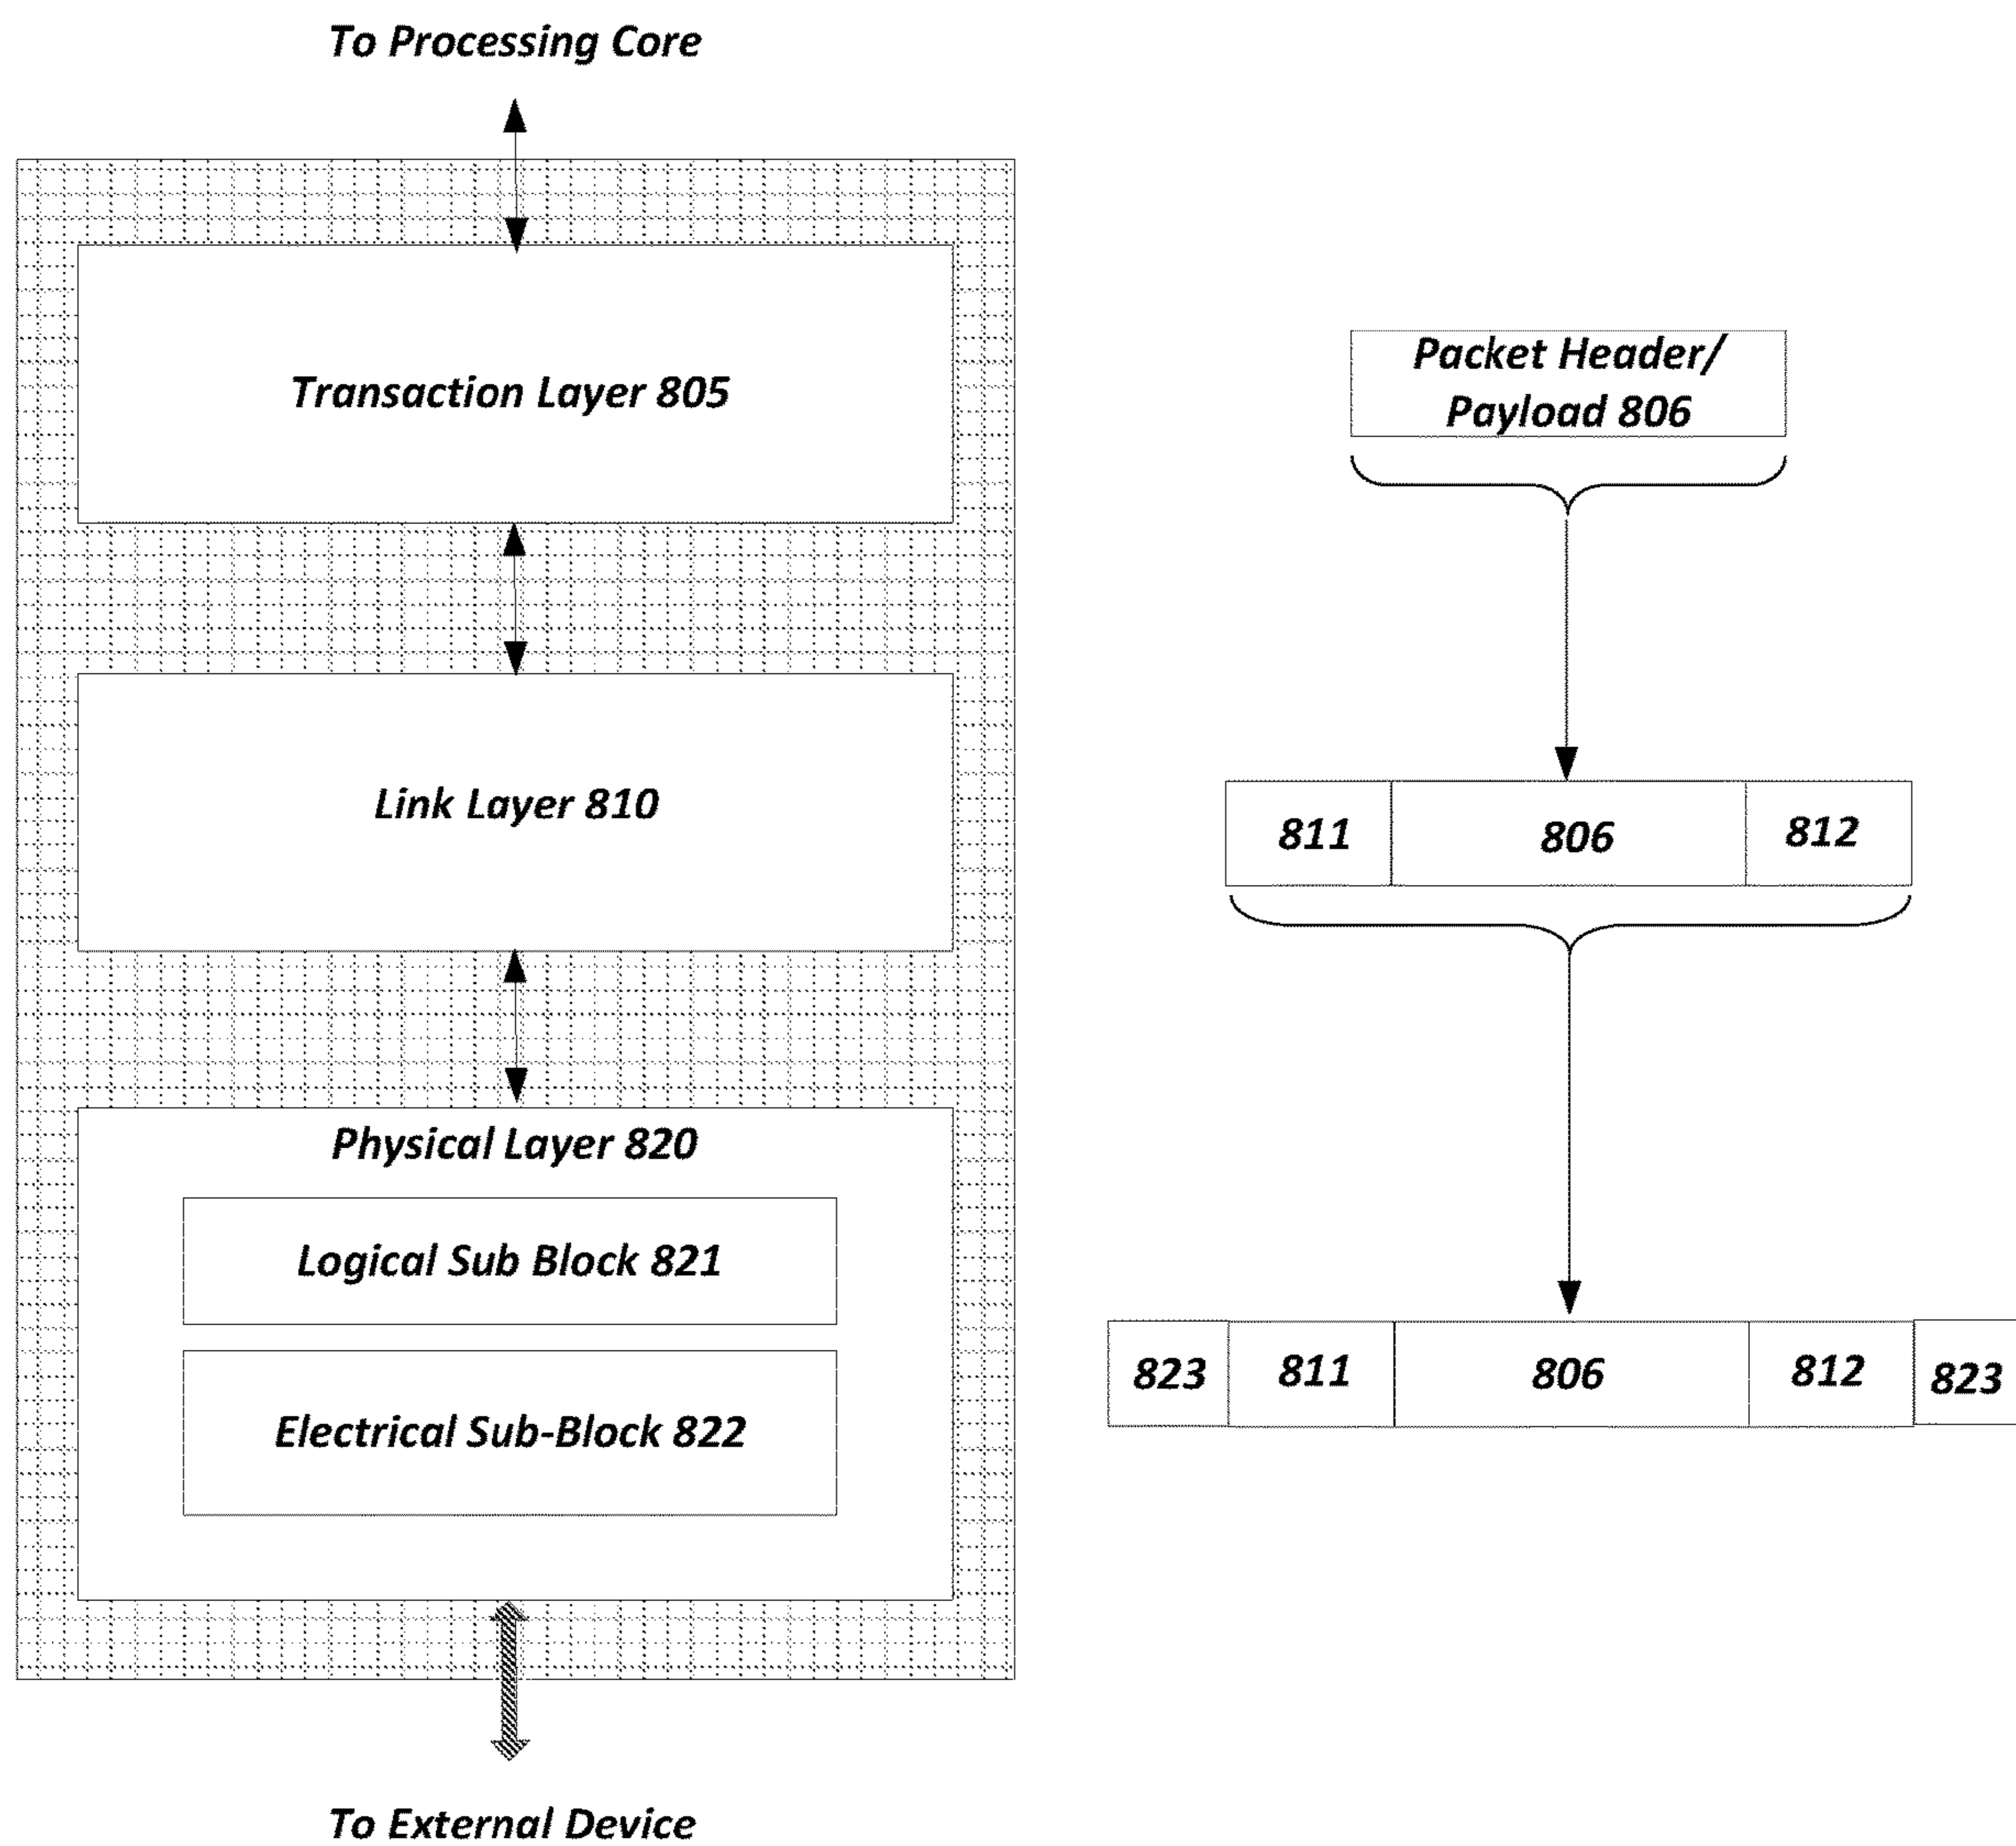 To Processing Core
Transaction Layer 805
Packet Header/
Payload 806
Link Layer 810
811 806 812
Physical Layer 820
Logical Sub Block 821
Electrical Sub-Block 822
823 811 806 812 823
To External Device